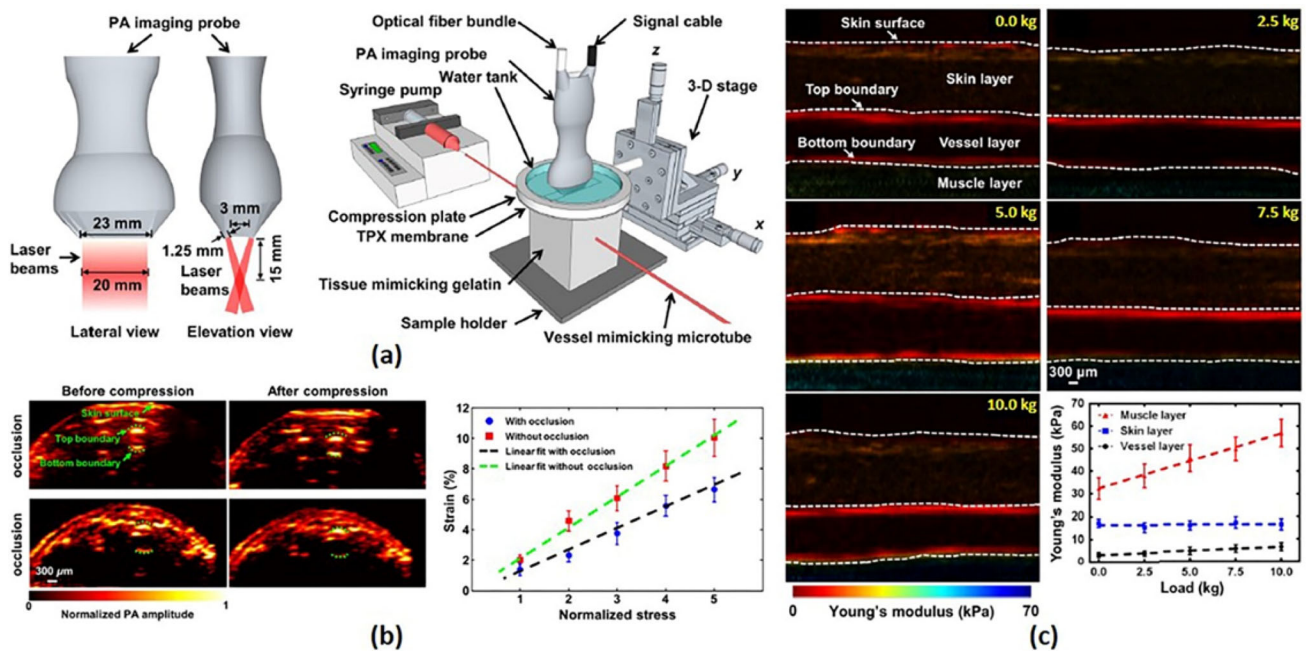 PA imaging probe
23 mm
3 mm
1.25 mm
15 mm
Laser
beams
20 mm
Laser
beams
Lateral view
Elevation view
Optical fiber bundle
Signal cable
PA imaging probe
Water tank
Syringe pump
z
3-D stage
y
x
Compression plate
TPX membrane
Tissue mimicking gelatin
Sample holder
Vessel mimicking microtube
(a)
Before compression
After compression
occlusion
Skin surface
Top boundary
Bottom boundary
occlusion
300 µm
0
1
Normalized PA amplitude
12
10
8
6
4
2
0
Strain (%)
With occlusion
Without occlusion
Linear fit with occlusion
Linear fit without occlusion
1 2 3 4 5
Normalized stress
(b)
Skin surface
0.0 kg
Skin layer
Top boundary
Vessel layer
Bottom boundary
Muscle layer
2.5 kg
5.0 kg
7.5 kg
300 µm
10.0 kg
0
70
Young's modulus (kPa)
70
60
50
40
30
20
10
0
Young's modulus (kPa)
Muscle layer
Skin layer
Vessel layer
0.0 2.5 5.0 7.5 10.0
Load (kg)
(c)